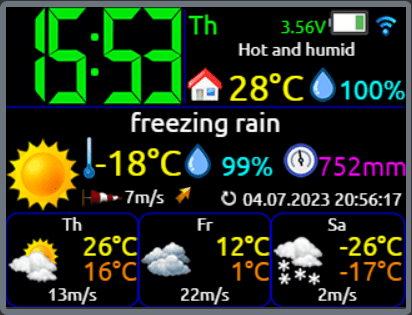 15:53
Th
3.56V
Hot and humid
28°C
100%
freezing rain
-18°C
99%
752mm
7m/s
04.07.2023 20:56:17
Th
Fr
Sa
26°C
12°C
-26°C
16°C
1°C
-17°C
13m/s
22m/s
2m/s